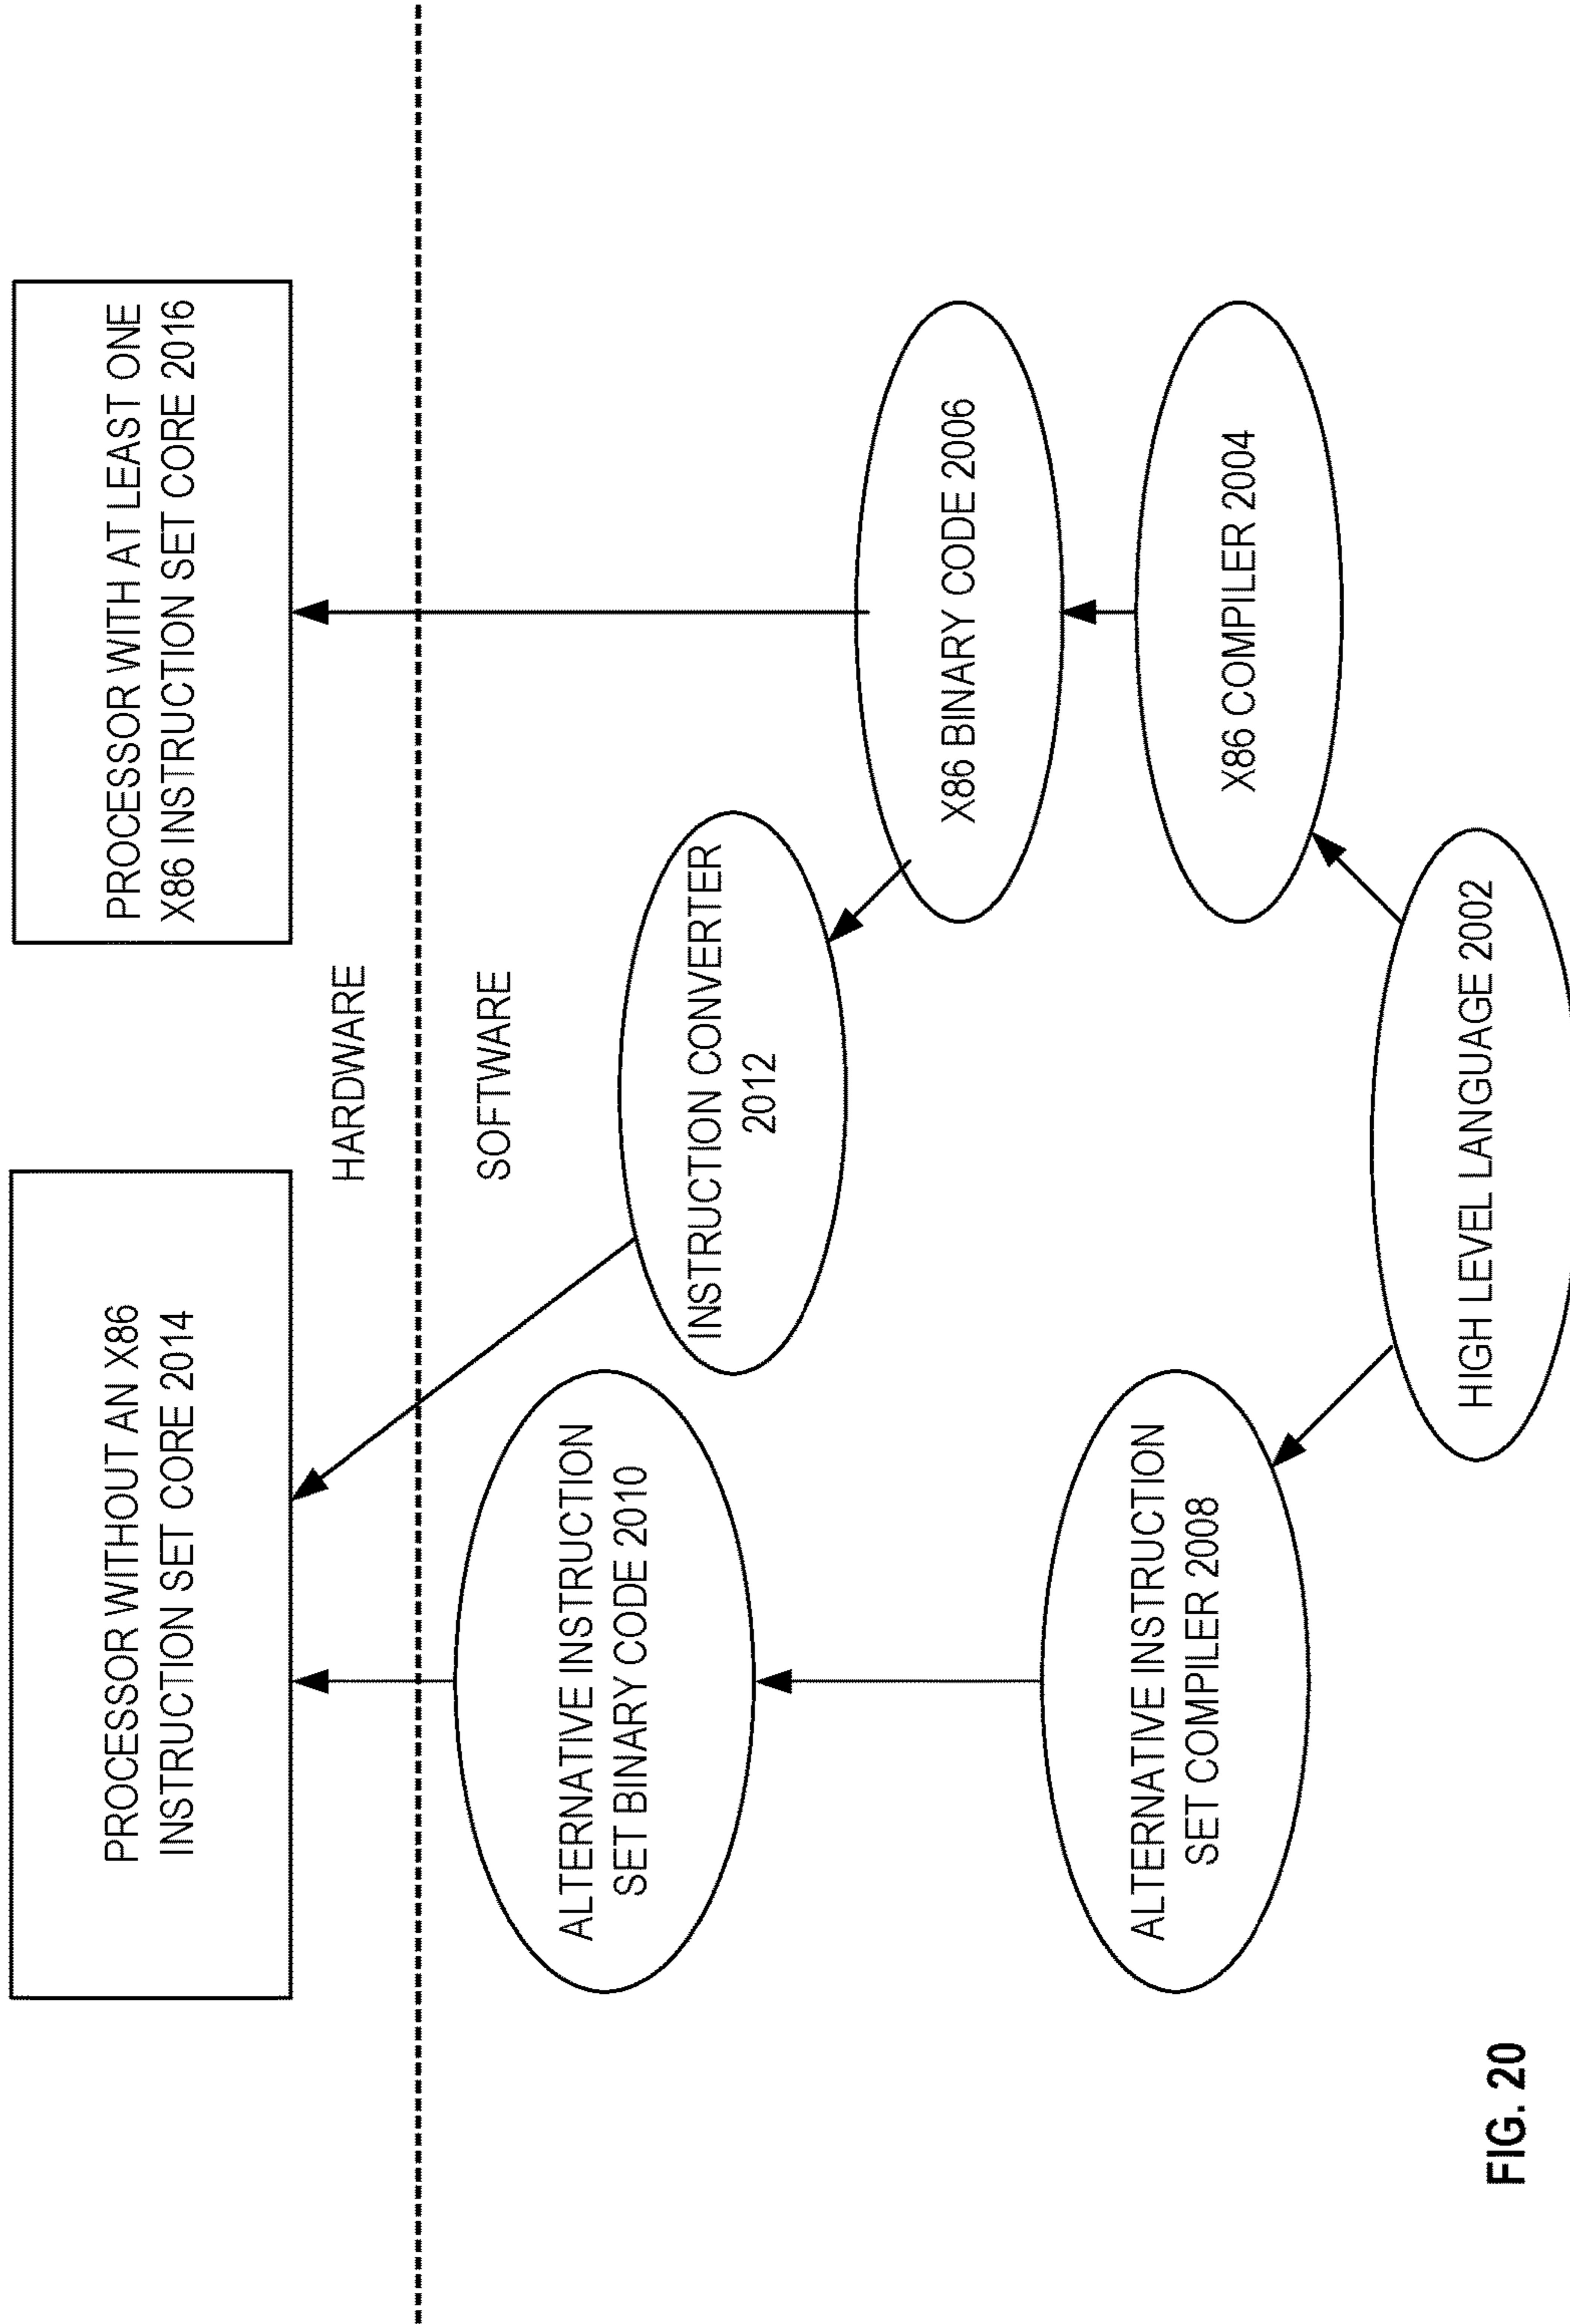 PROCESSOR WITHOUT AN X86
INSTRUCTION SET CORE 2014
PROCESSOR WITH AT LEAST ONE
X86 INSTRUCTION SET CORE 2016
HARDWARE
SOFTWARE
ALTERNATIVE INSTRUCTION
SET BINARY CODE 2010
INSTRUCTION CONVERTER
2012
X86 BINARY CODE 2006
ALTERNATIVE INSTRUCTION
SET COMPILER 2008
X86 COMPILER 2004
HIGH LEVEL LANGUAGE 2002
FIG. 20